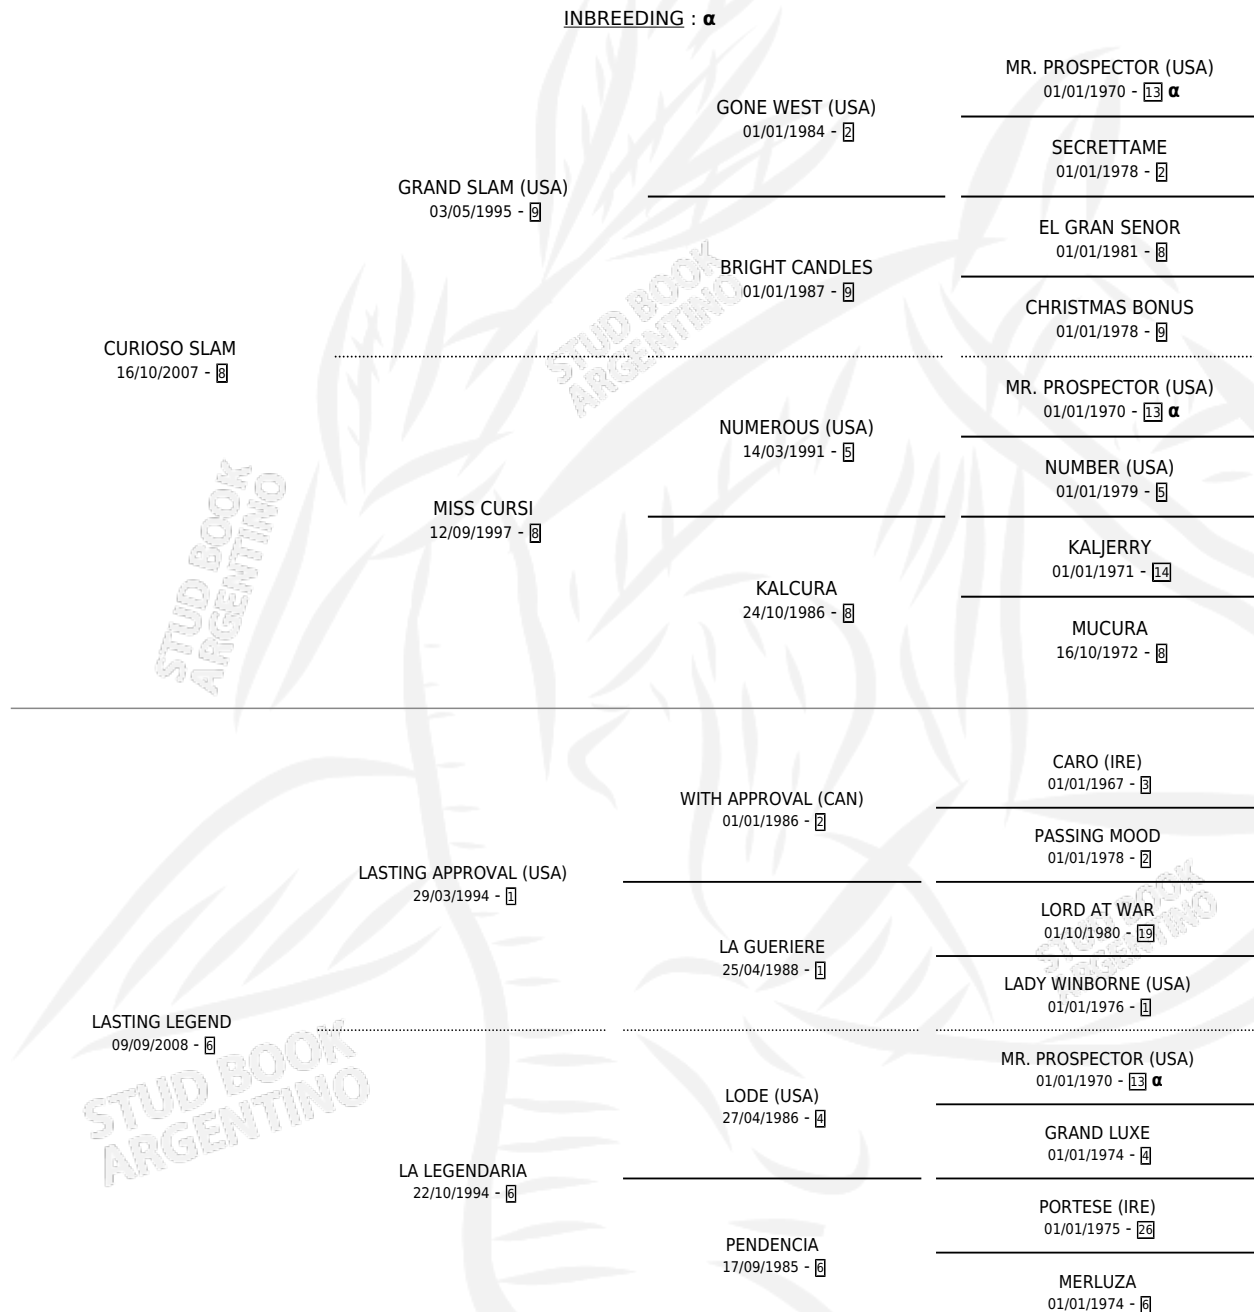 INBREEDING : α
MR. PROSPECTOR (USA)
01/01/1970 - 13 α
GONE WEST (USA)
01/01/1984 - 2
SECRETTAME
01/01/1978 - 2
GRAND SLAM (USA)
03/05/1995 - 9
EL GRAN SENOR
01/01/1981 - 8
BRIGHT CANDLES
01/01/1987 - 9
CHRISTMAS BONUS
01/01/1978 - 9
CURIOSO SLAM
16/10/2007 - 8
MR. PROSPECTOR (USA)
01/01/1970 - 13 α
NUMEROUS (USA)
14/03/1991 - 5
NUMBER (USA)
01/01/1979 - 5
MISS CURSI
12/09/1997 - 8
KALJERRY
01/01/1971 - 14
KALCURA
24/10/1986 - 8
MUCURA
16/10/1972 - 8
CARO (IRE)
01/01/1967 - 3
WITH APPROVAL (CAN)
01/01/1986 - 2
PASSING MOOD
01/01/1978 - 2
LASTING APPROVAL (USA)
29/03/1994 - 1
LORD AT WAR
01/10/1980 - 19
LA GUERIERE
25/04/1988 - 1
LADY WINBORNE (USA)
01/01/1976 - 1
LASTING LEGEND
09/09/2008 - 6
MR. PROSPECTOR (USA)
01/01/1970 - 13 α
LODE (USA)
27/04/1986 - 4
GRAND LUXE
01/01/1974 - 4
LA LEGENDARIA
22/10/1994 - 6
PORTESE (IRE)
01/01/1975 - 26
PENDENCIA
17/09/1985 - 6
MERLUZA
01/01/1974 - 6
STUD BOOK
ARGENTINO
STUD BOOK
ARGENTINO
STUD BOOK
ARGENTINO
STUD BOOK
ARGENTINO